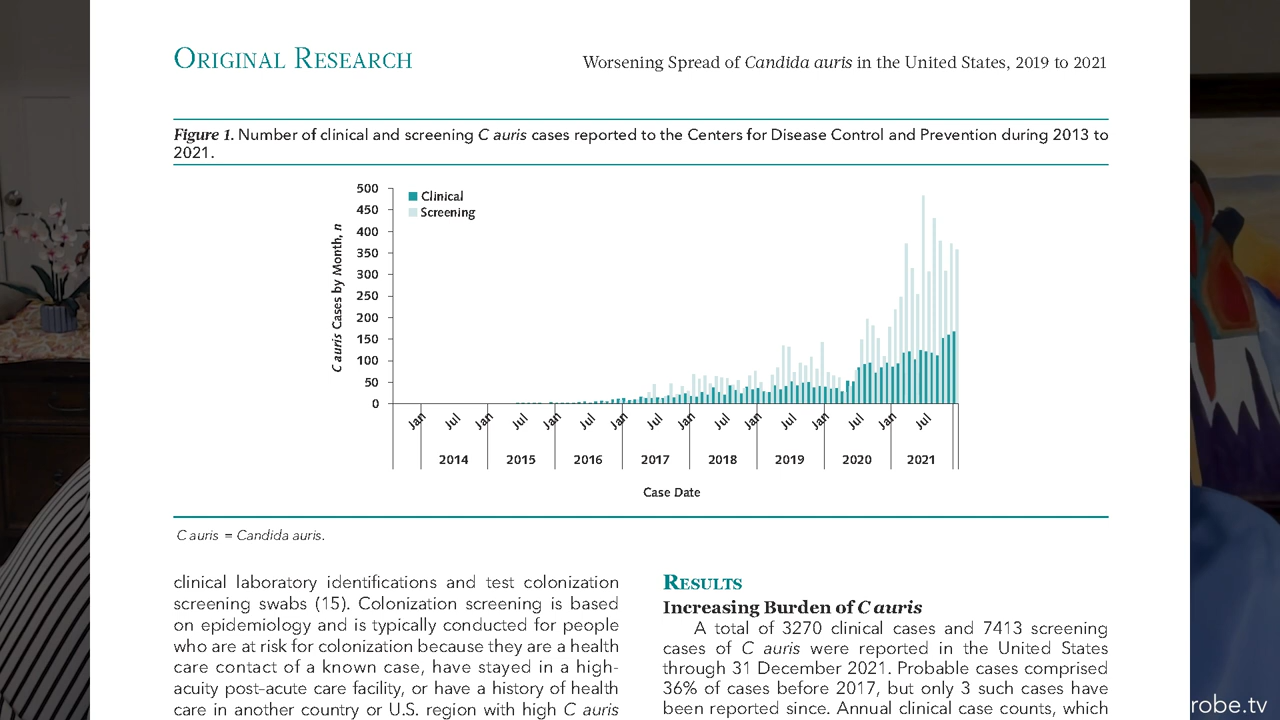 ORIGINAL RESEARCH
Worsening Spread of Candida auris in the United States, 2019 to 2021
Figure 1. Number of clinical and screening C auris cases reported to the Centers for Disease Control and Prevention during 2013 to
2021.
500
450
400
350
300
250
200
150
100
50
0
C auris Cases by Month, n
Clinical
Screening
Jan Jul Jan Jul Jan Jul Jan Jul Jan Jul Jan Jul Jan Jul Jan Jul
2014 2015 2016 2017 2018 2019 2020 2021
Case Date
C auris = Candida auris.
clinical laboratory identifications and test colonization
screening swabs (15). Colonization screening is based
on epidemiology and is typically conducted for people
who are at risk for colonization because they are a health
care contact of a known case, have stayed in a high-
acuity post-acute care facility, or have a history of health
care in another country or U.S. region with high C auris
RESULTS
Increasing Burden of C auris
A total of 3270 clinical cases and 7413 screening
cases of C auris were reported in the United States
through 31 December 2021. Probable cases comprised
36% of cases before 2017, but only 3 such cases have
been reported since. Annual clinical case counts, which
robe.tv